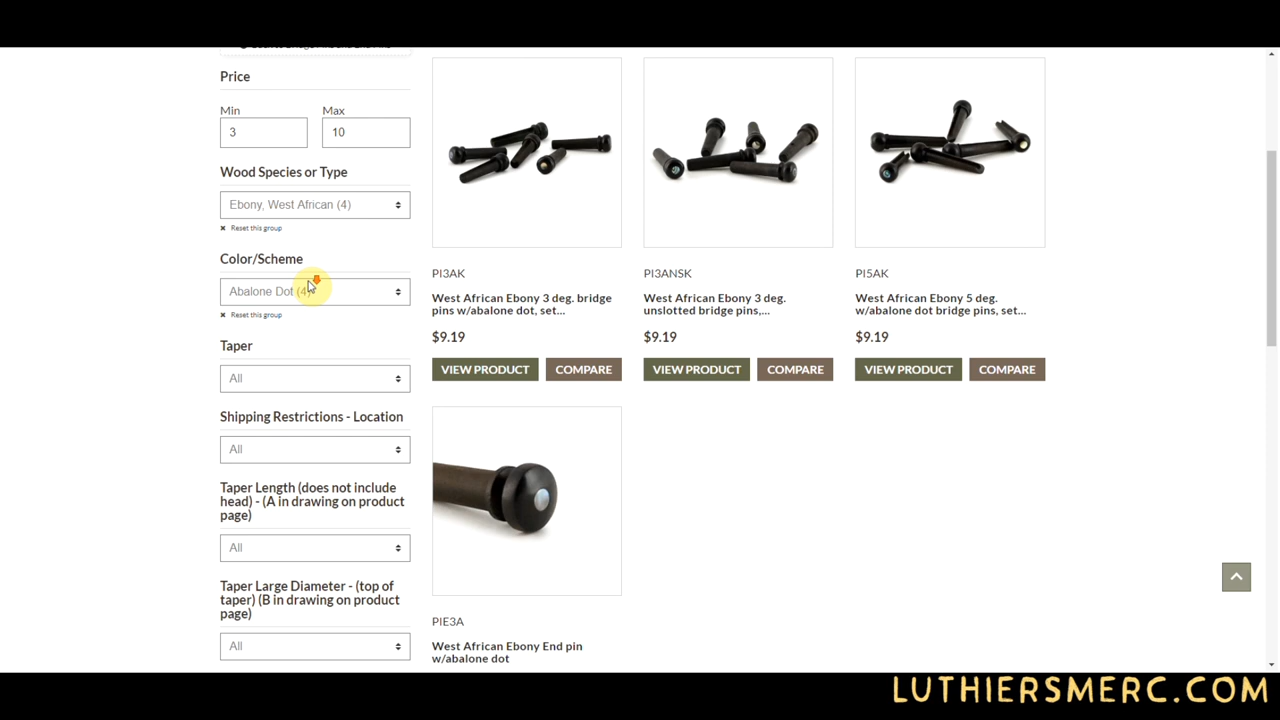 Price
Min
Max
3
10
Wood Species or Type
Ebony, West African (4)
× Reset this group
Color/Scheme
Abalone Dot (4)
× Reset this group
Taper
All
Shipping Restrictions - Location
All
Taper Length (does not include
head) - (A in drawing on product
page)
All
Taper Large Diameter - (top of
taper) (B in drawing on product
page)
All
PI3AK
West African Ebony 3 deg. bridge
pins w/abalone dot, set...
$9.19
VIEW PRODUCT
COMPARE
PI3ANSK
West African Ebony 3 deg.
unslotted bridge pins,...
$9.19
VIEW PRODUCT
COMPARE
PI5AK
West African Ebony 5 deg.
w/abalone dot bridge pins, set...
$9.19
VIEW PRODUCT
COMPARE
PIE3A
West African Ebony End pin
w/abalone dot
LUTHIERSMERC.COM